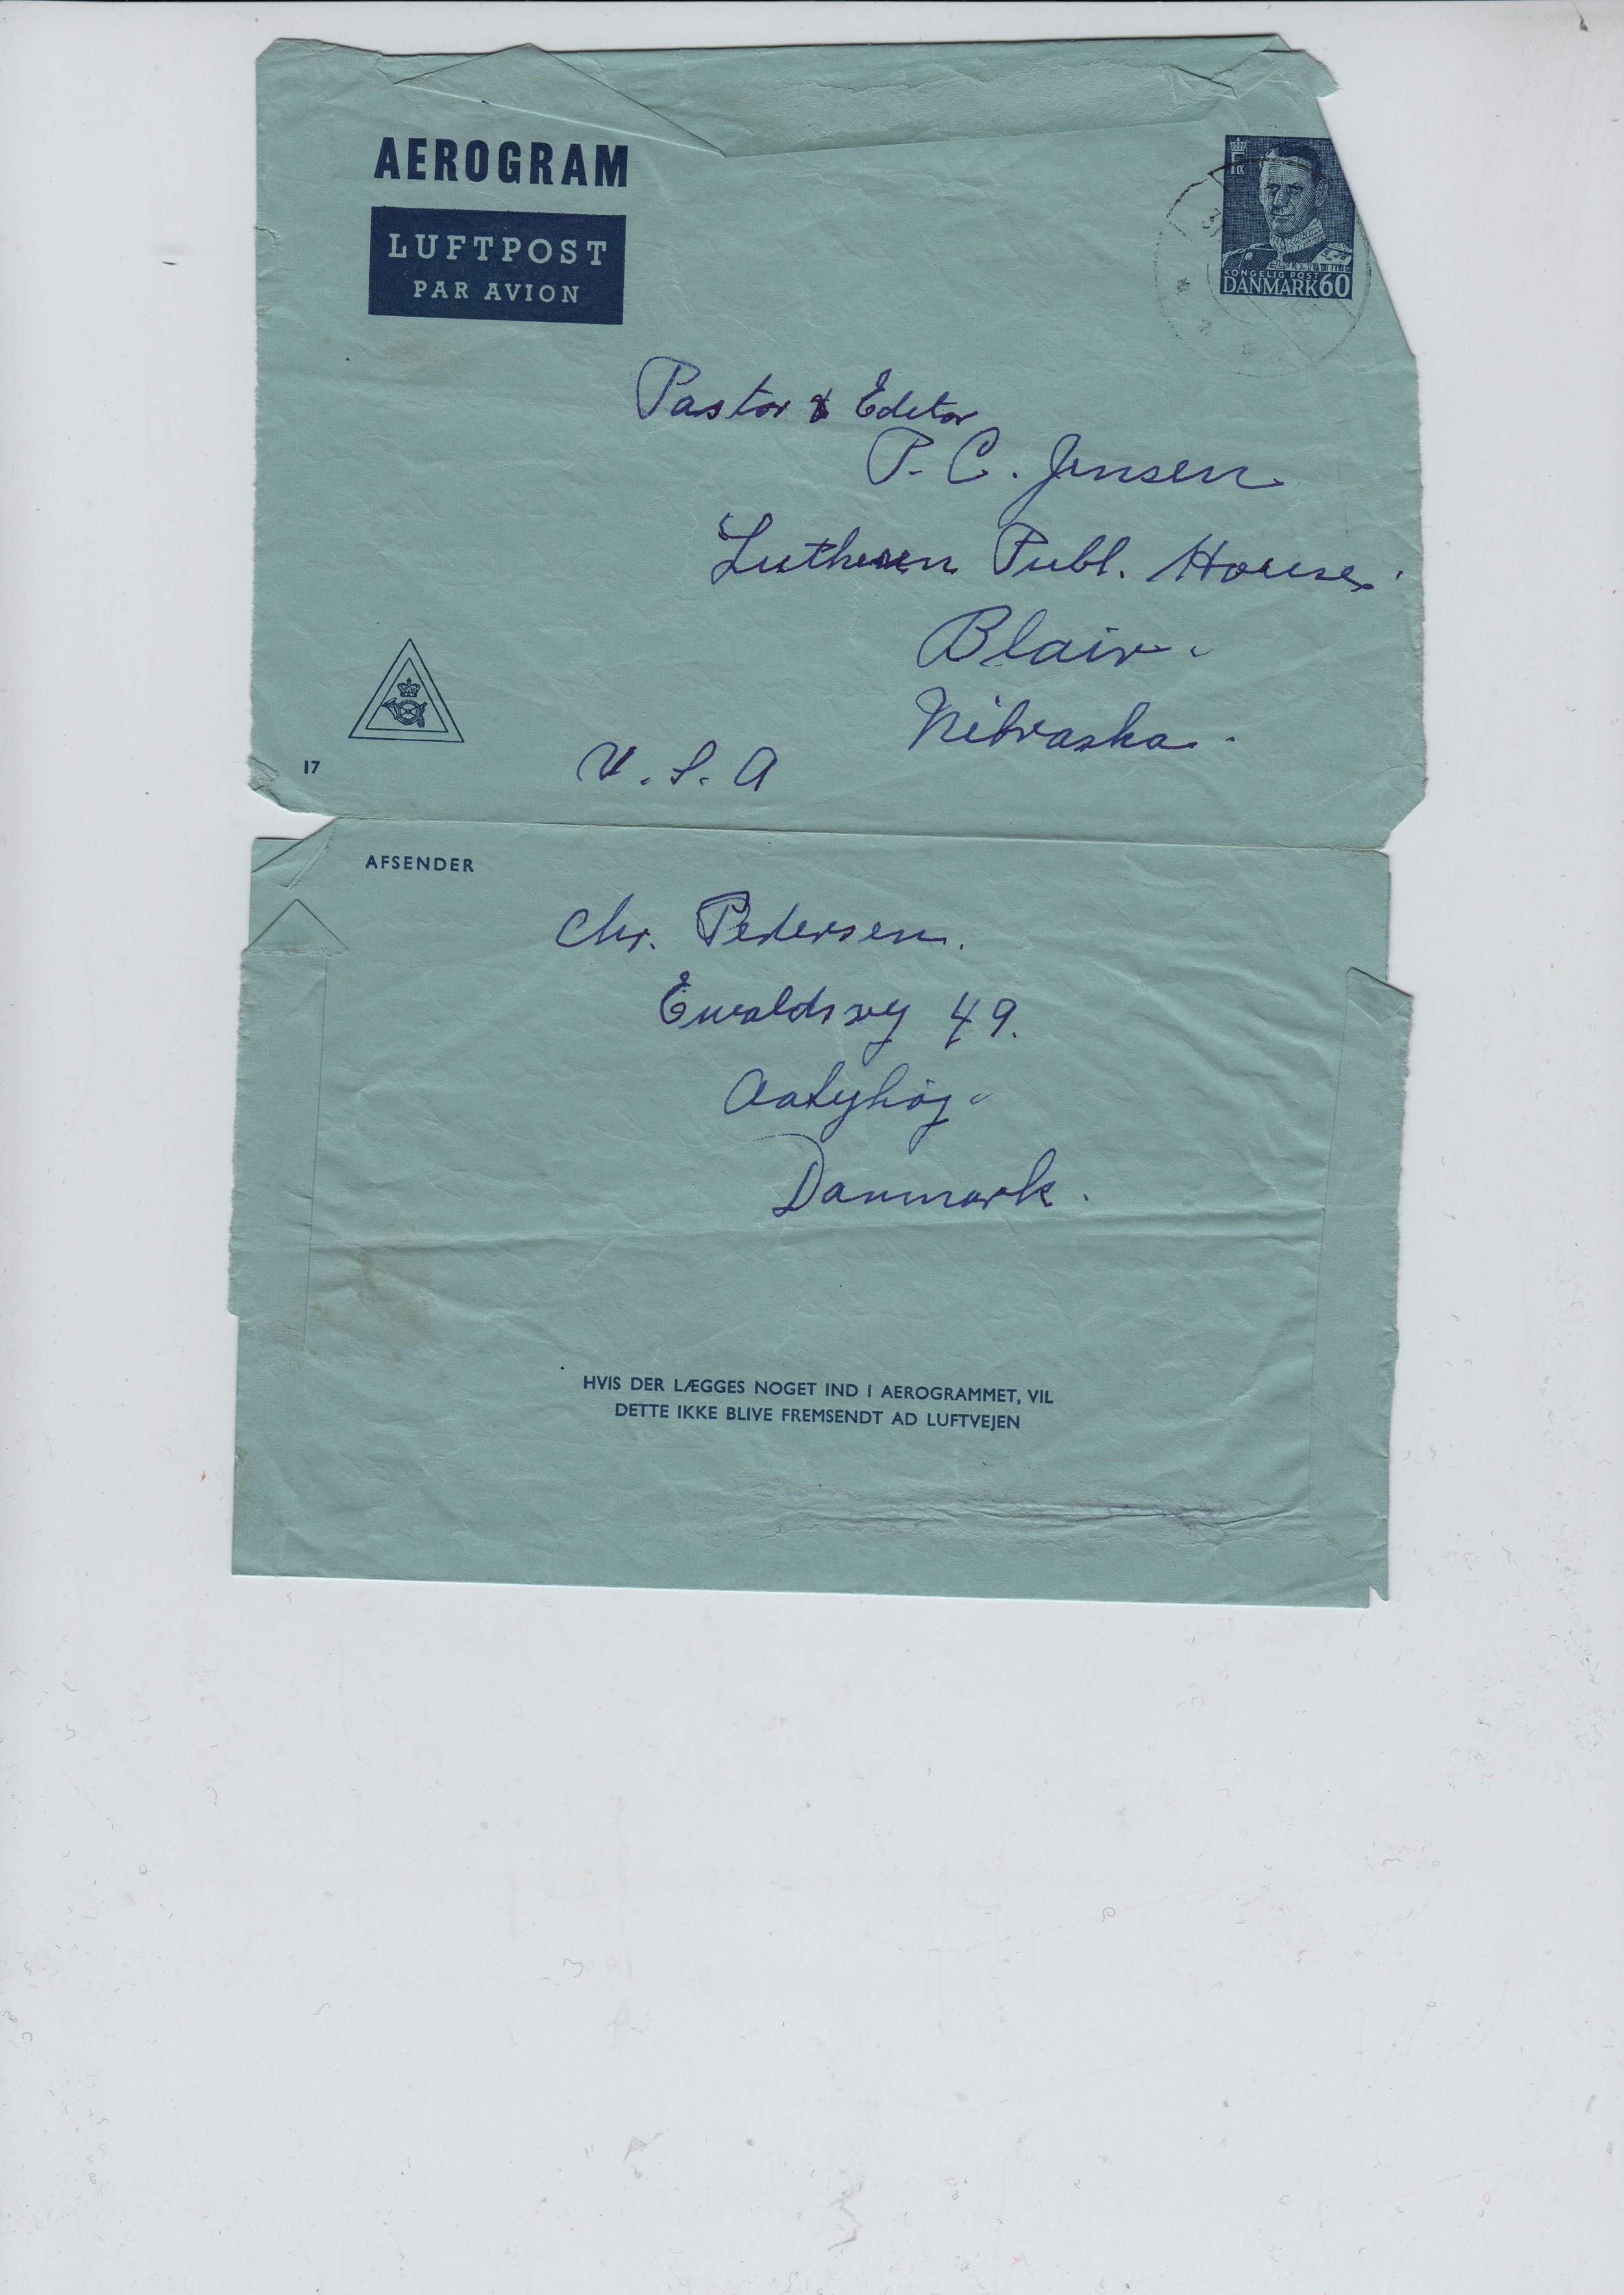 AEROGRAM
LUFTPOST
PAR AVION
KONGELIG POST
DANMARK 60
Pastor & Editor
P. C. Jensen
Lutheran Publ. House.
Blair.
Nebraska.
U. S. A
17
AFSENDER
Chr. Pedersen.
Ewaldsvej 49.
Aabyhøj.
Danmark.
HVIS DER LÆGGES NOGET IND I AEROGRAMMET, VIL
DETTE IKKE BLIVE FREMSENDT AD LUFTVEJEN